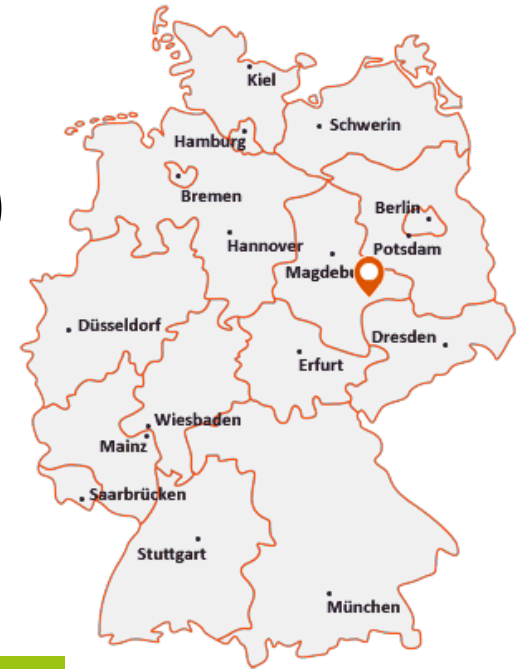 Kiel
Schwerin
Hamburg
Bremen
Berlin
Hannover
Potsdam
Magdebu
Düsseldorf
Dresden
Erfurt
Wiesbaden
Mainz
Saarbrücken
Stuttgart
München